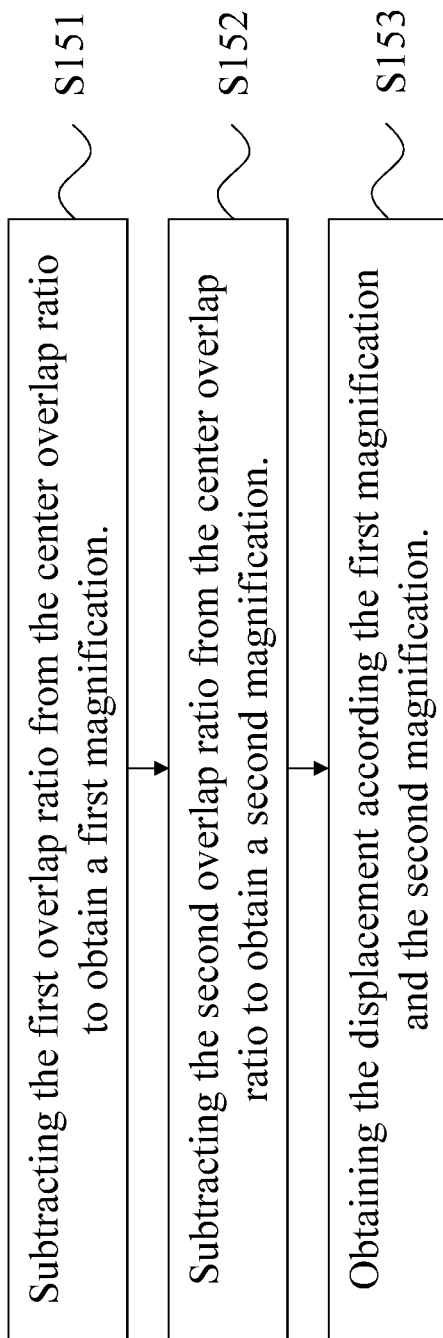 Subtracting the first overlap ratio from the center overlap ratio
to obtain a first magnification.
S151
Subtracting the second overlap ratio from the center overlap
ratio to obtain a second magnification.
S152
Obtaining the displacement according the first magnification
and the second magnification.
S153